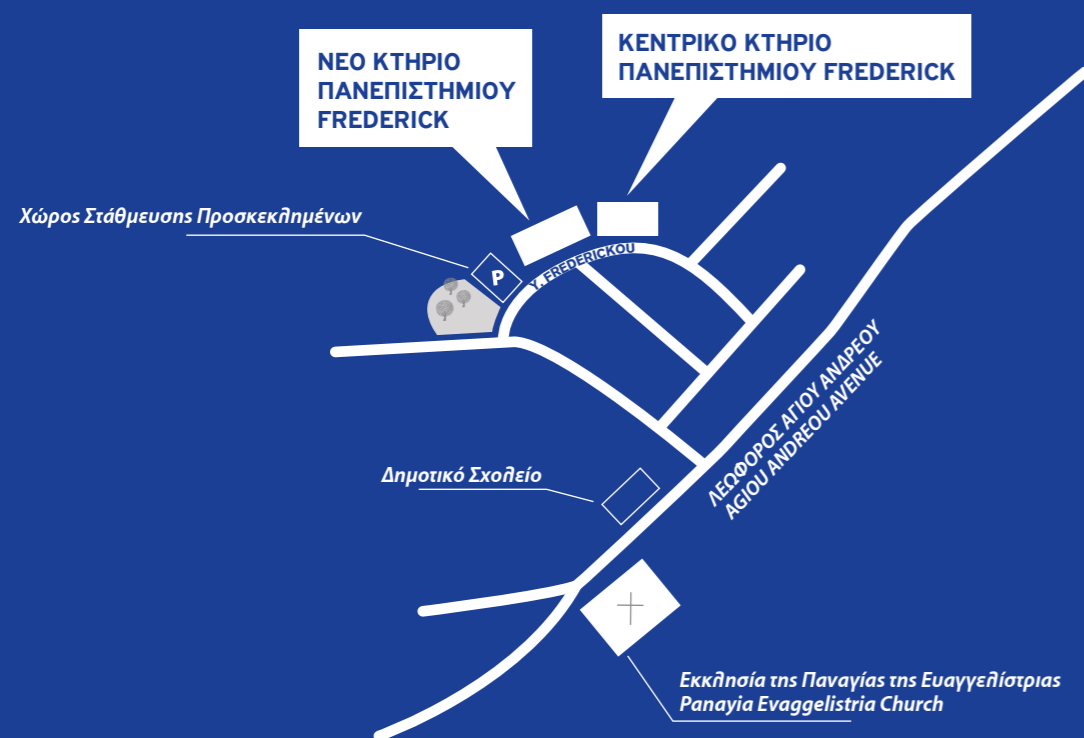 ΝΕΟ ΚΤΗΡΙΟ
ΠΑΝΕΠΙΣΤΗΜΙΟΥ
FREDERICK
ΚΕΝΤΡΙΚΟ ΚΤΗΡΙΟ
ΠΑΝΕΠΙΣΤΗΜΙΟΥ FREDERICK
Χώρος Στάθμευσης Προσκεκλημένων
P
Y. FREDERICKOU
ΛΕΩΦΟΡΟΣ ΑΓΙΟΥ ΑΝΔΡΕΟΥ
AGIOU ANDREOU AVENUE
Δημοτικό Σχολείο
Εκκλησία της Παναγίας της Ευαγγελίστριας
Panayia Evaggelistria Church